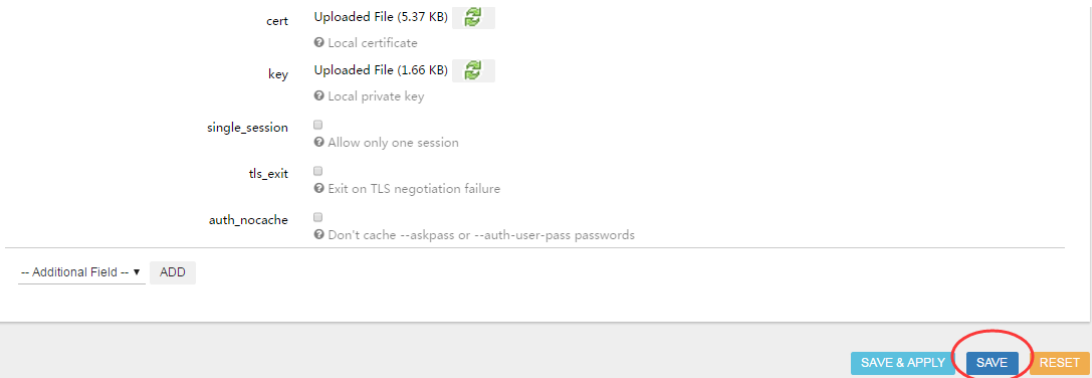 cert Uploaded File (5.37 KB)
Local certificate
key Uploaded File (1.66 KB)
Local private key
single_session
Allow only one session
tls_exit
Exit on TLS negotiation failure
auth_nocache
Don't cache --askpass or --auth-user-pass passwords
-- Additional Field -- ADD
SAVE & APPLY SAVE RESET